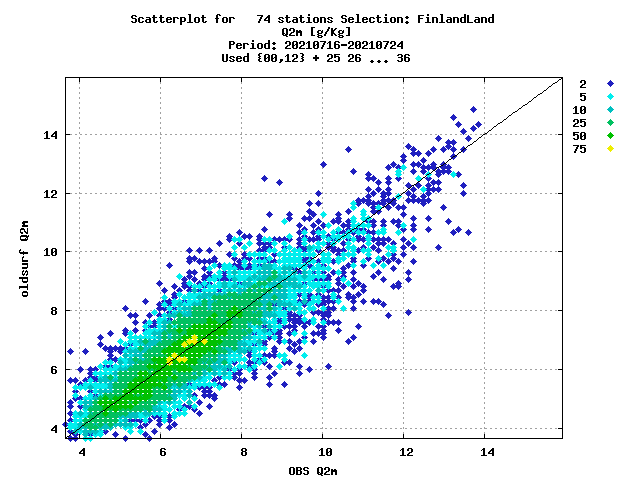 Scatterplot for   74 stations Selection: FinlandLand
Q2m [g/Kg]
Period: 20210716-20210724
Used {00,12} + 25 26 ... 36
2
5
10
25
50
75
14
12
10
8
6
4
oldsurf Q2m
4 6 8 10 12 14
OBS Q2m